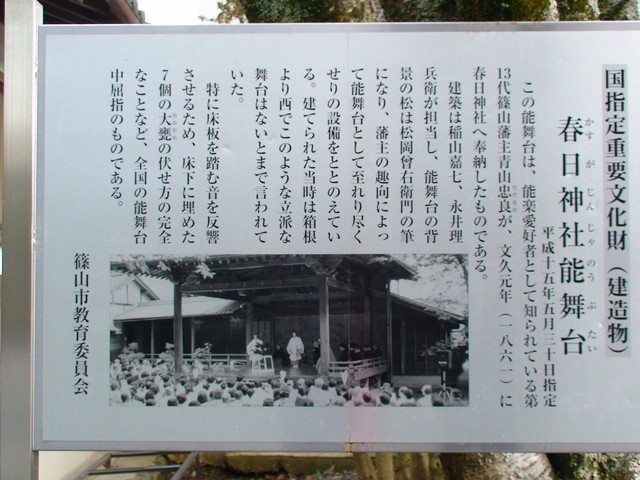 国指定重要文化財（建造物）
春日神社能舞台
かすがじんじゃのうぶたい
平成十五年五月三十日指定
この能舞台は、能楽愛好者として知られている第
13代篠山藩主青山忠良が、文久元年（一八六一）に
春日神社へ奉納したものである。
建築は稲山嘉七、永井理
兵衛が担当し、能舞台の背
景の松は松岡曾右衛門の筆
になり、藩主の趣向によっ
て能舞台として至れり尽く
せりの設備をととのえてい
る。建てられた当時は箱根
より西でこのような立派な
舞台はないとまで言われて
いた。
特に床板を踏む音を反響
させるため、床下に埋めた
7個の大甕の伏せ方の完全
なことなど、全国の能舞台
中屈指のものである。
篠山市教育委員会